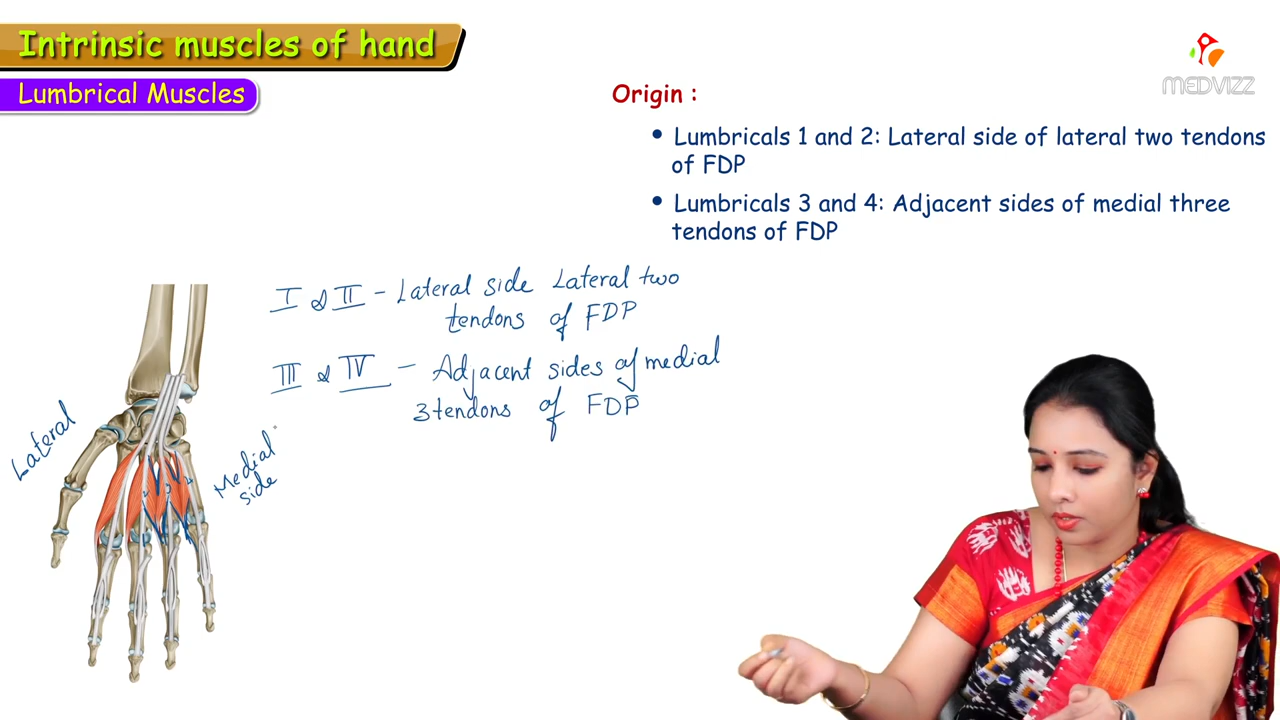 Intrinsic muscles of hand
Lumbrical Muscles
MEDVIZZ
Origin :
• Lumbricals 1 and 2: Lateral side of lateral two tendons
of FDP
• Lumbricals 3 and 4: Adjacent sides of medial three
tendons of FDP
I & II - Lateral side Lateral two
tendons of FDP
III & IV - Adjacent sides of medial
3 tendons of FDP
Lateral
Medial
side